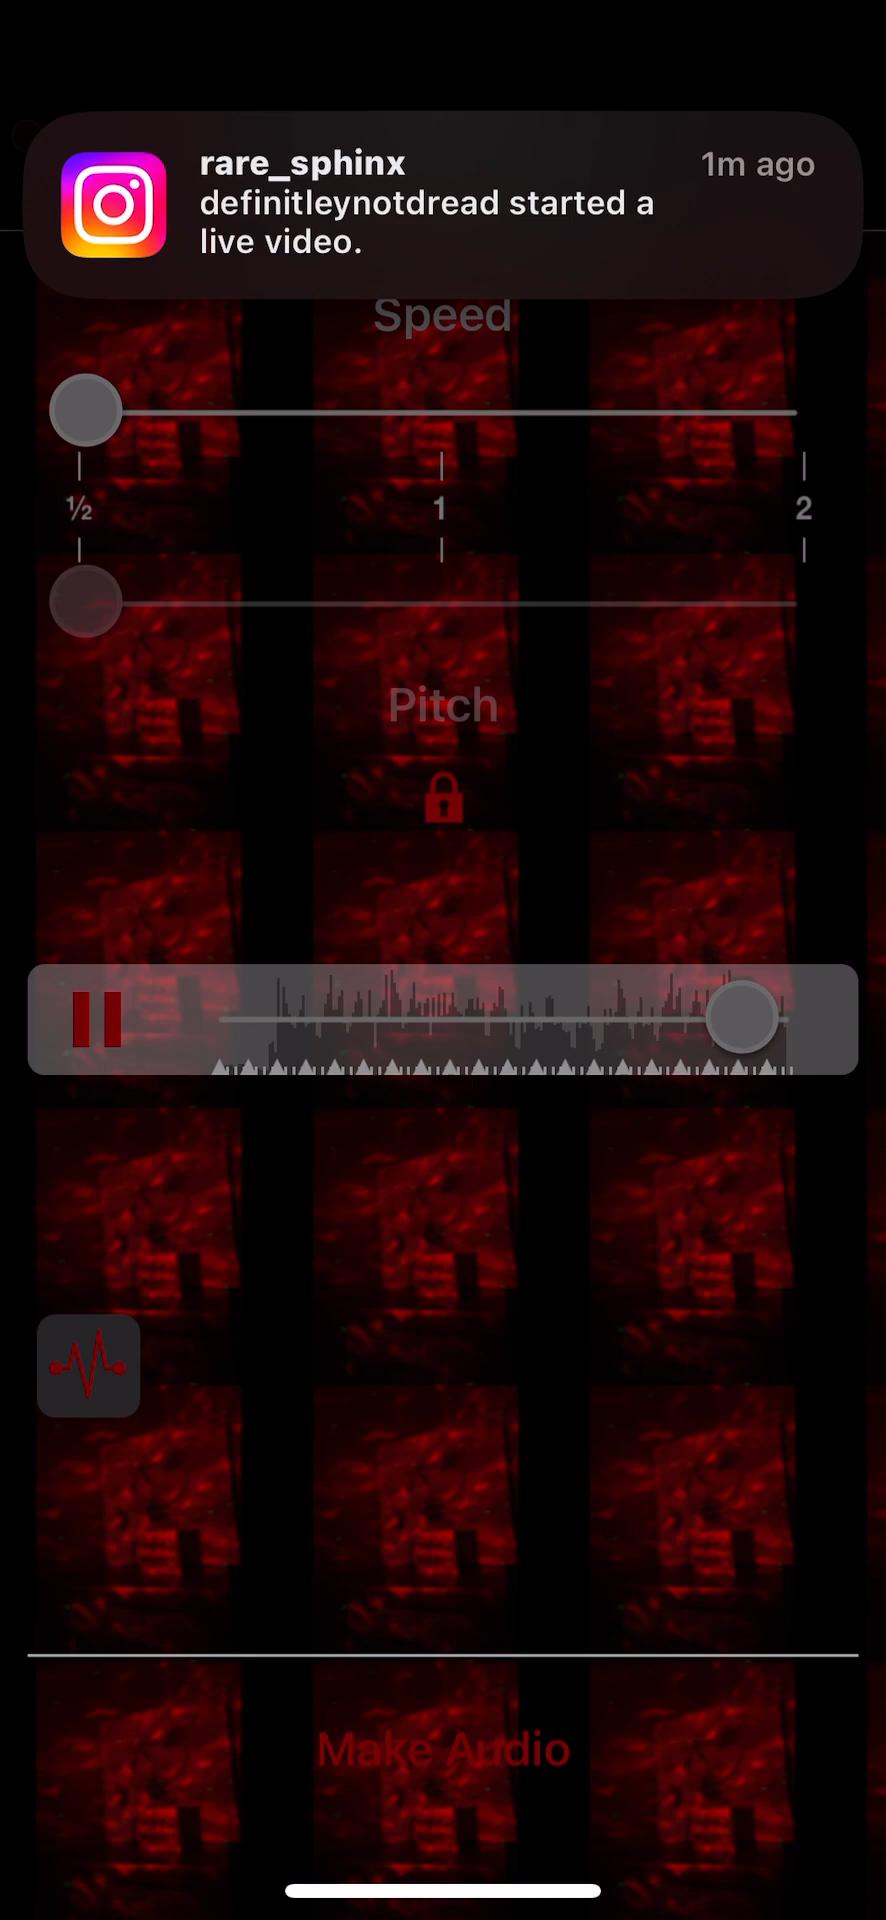 rare_sphinx
1m ago
definitleynotdread started a
live video.
Speed
½ 1 2
Pitch
Make Audio